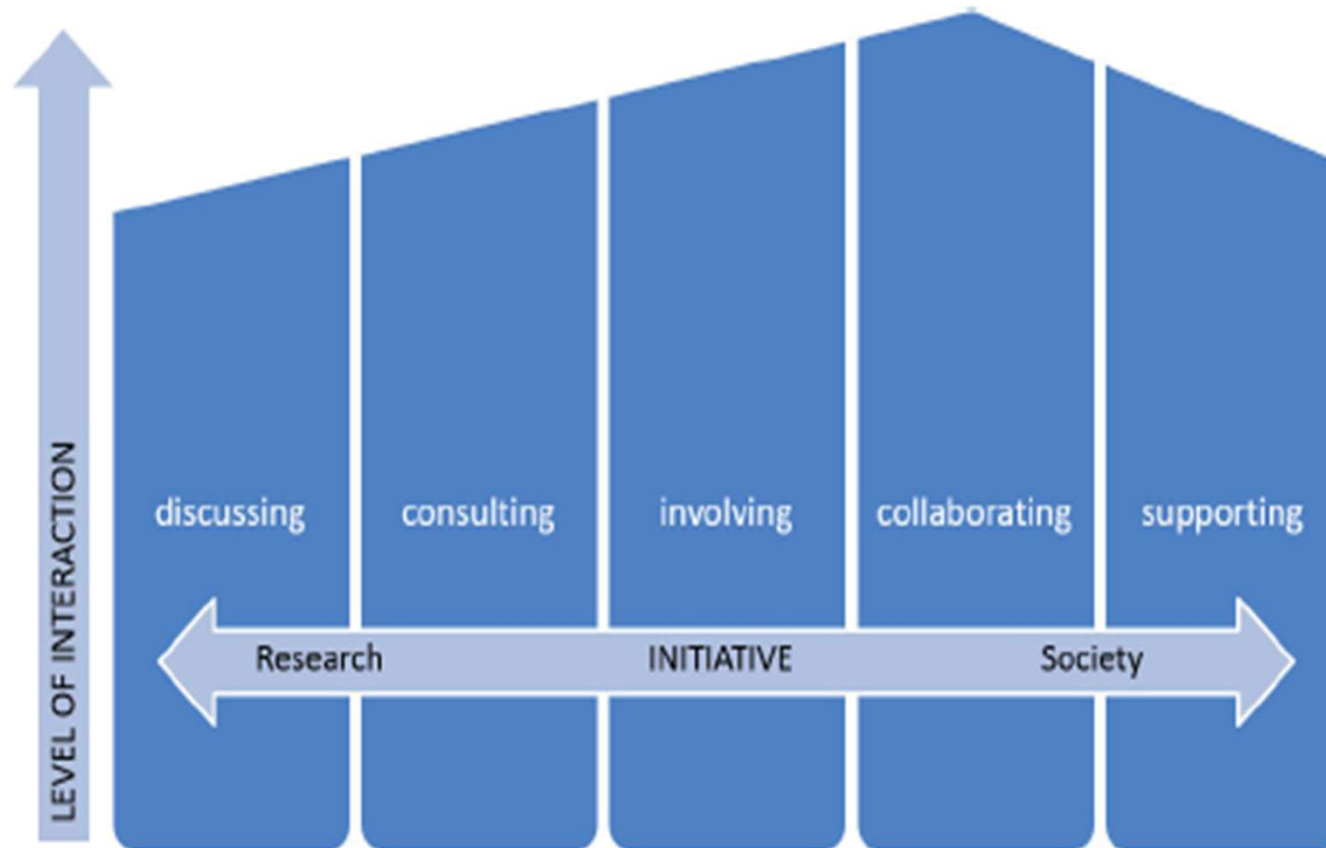 LEVEL OF INTERACTION
discussing consulting involving collaborating supporting
Research INITIATIVE Society